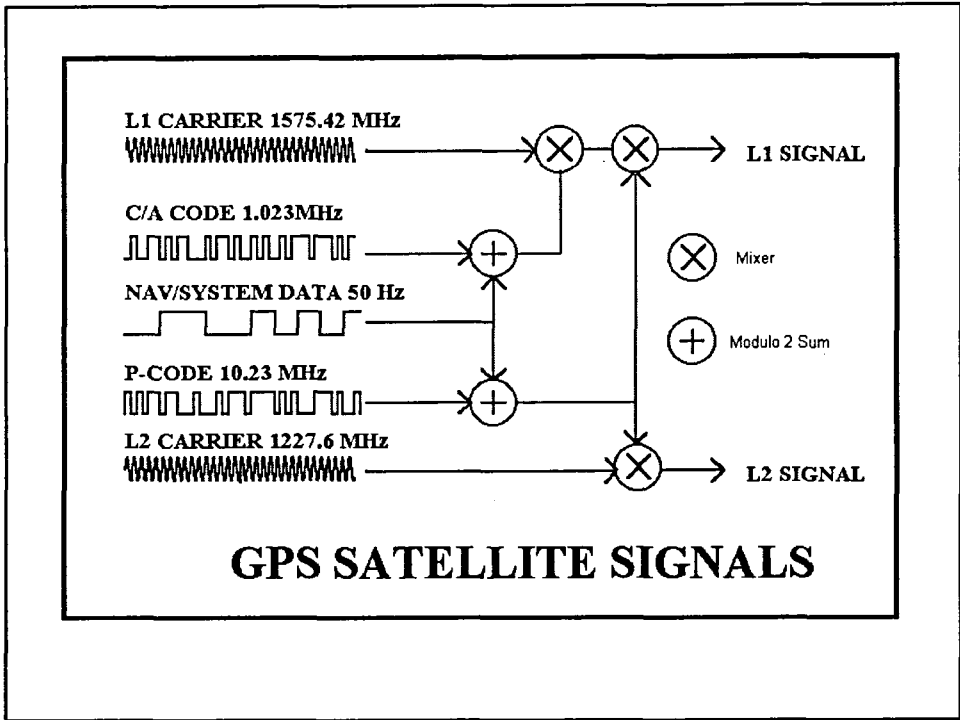 L1 CARRIER 1575.42 MHz
L1 SIGNAL
C/A CODE 1.023MHz
Mixer
NAV/SYSTEM DATA 50 Hz
Modulo 2 Sum
P-CODE 10.23 MHz
L2 CARRIER 1227.6 MHz
L2 SIGNAL
GPS SATELLITE SIGNALS